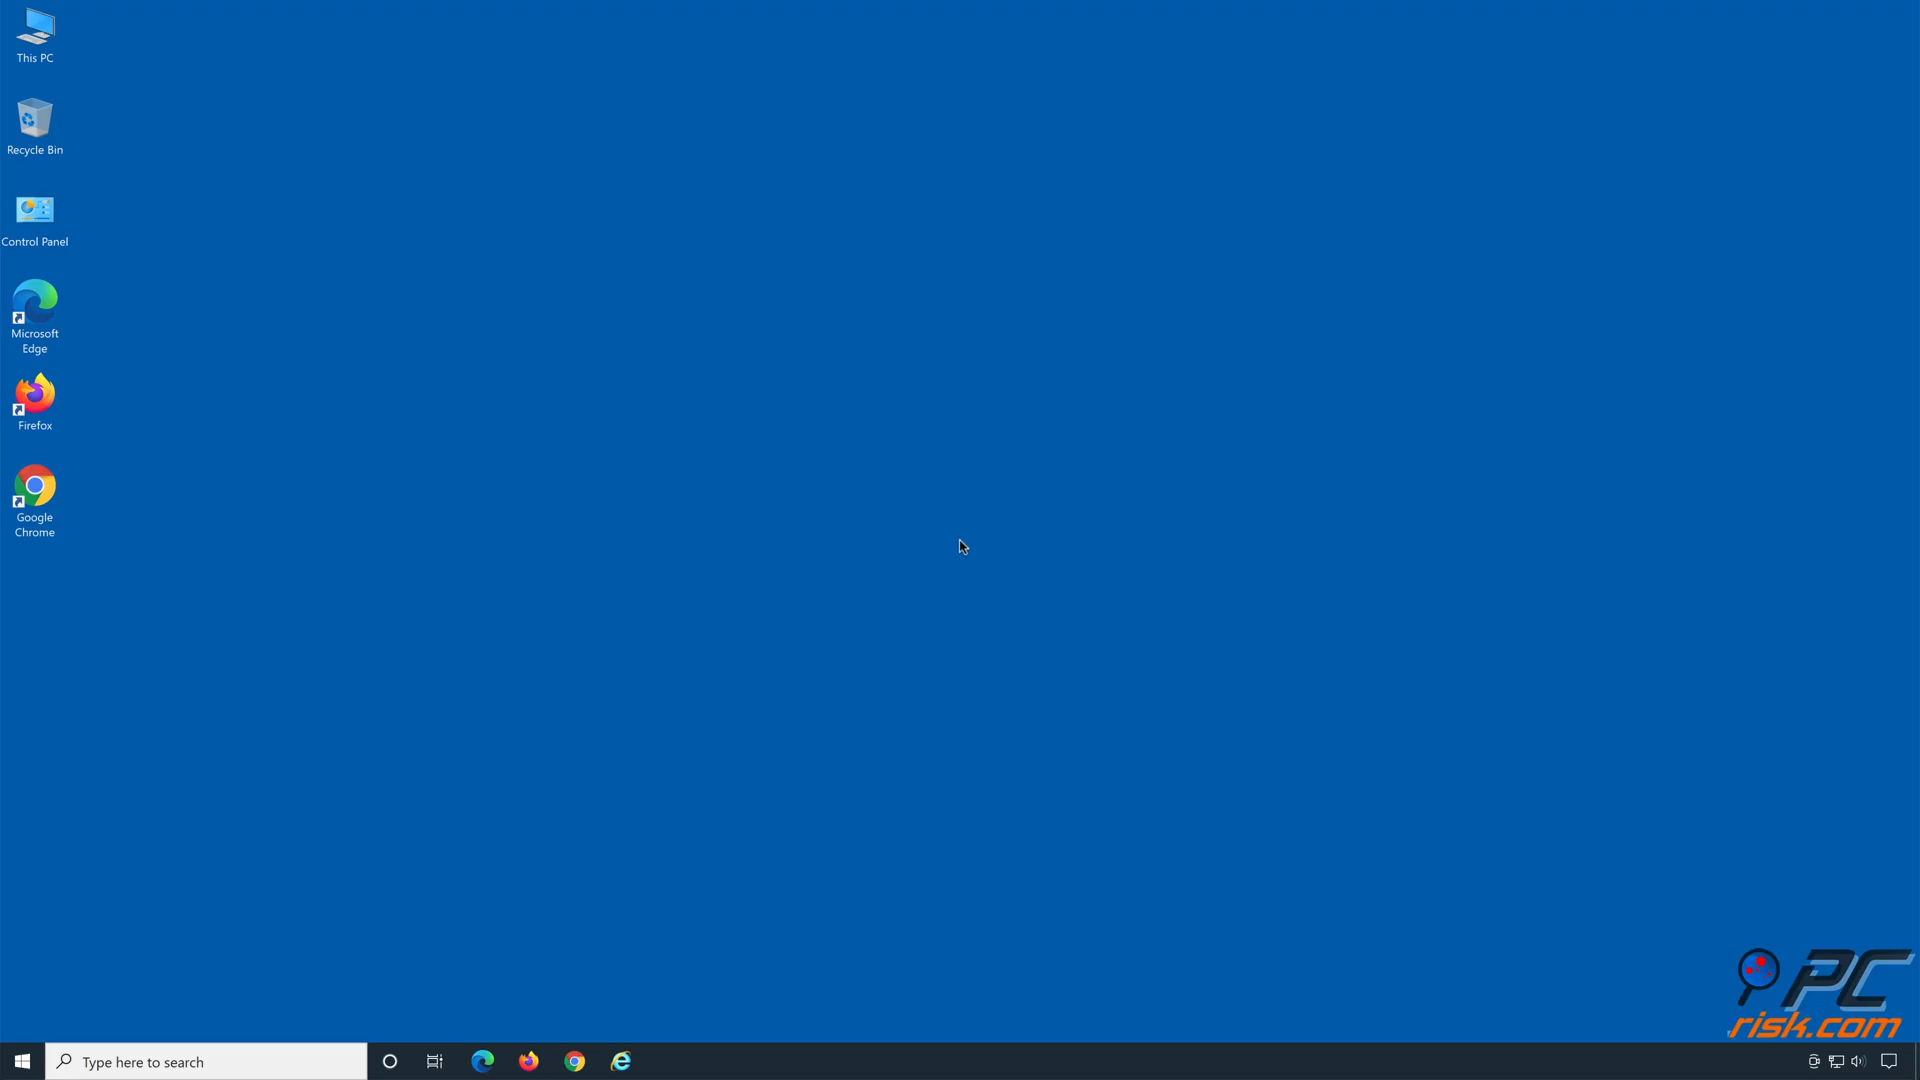 This PC
Recycle Bin
Control Panel
Microsoft
Edge
Firefox
Google
Chrome
PC
risk.com
Type here to search